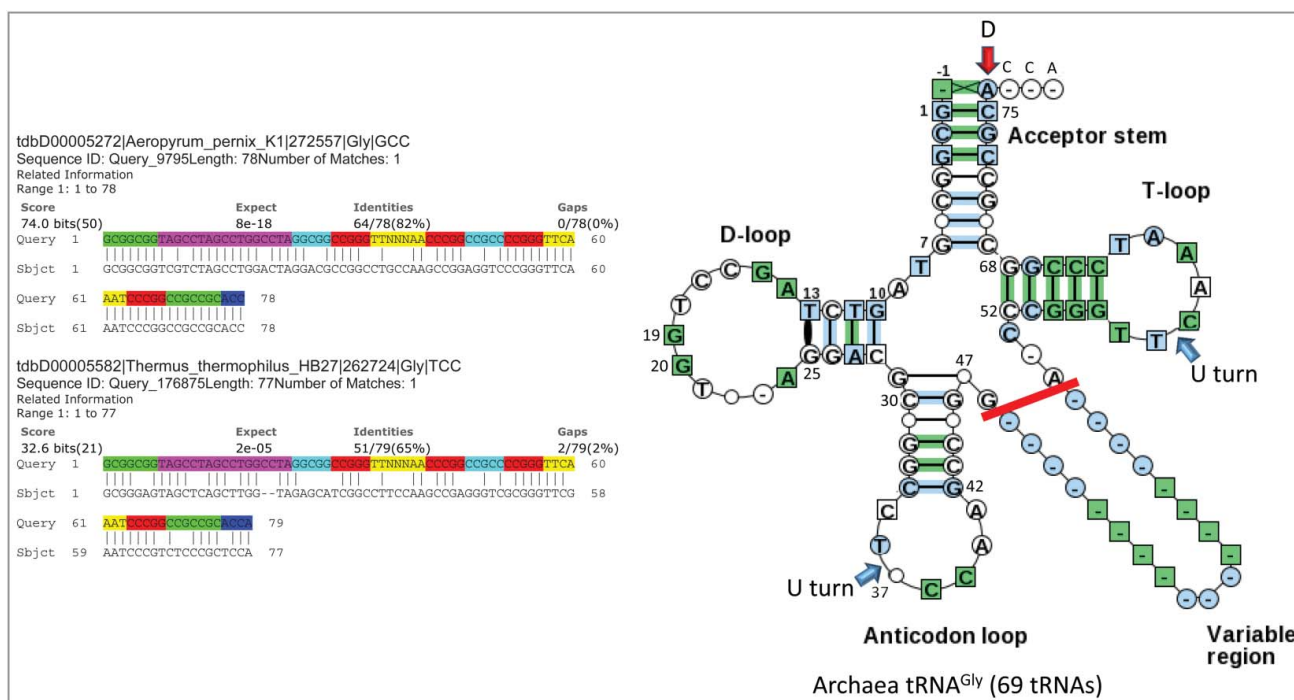 tdbD00005272|Aeropyrum_pernix_K1|272557|Gly|GCC
Sequence ID: Query_9795Length: 78Number of Matches: 1
Related Information
Range 1: 1 to 78
Score Expect Identities Gaps
74.0 bits(50) 8e-18 64/78(82%) 0/78(0%)
Query 1 GCGGCGGTAGCCTAGCCTGGCCTAGGCGGCCGGGTTNNNAACCCGGCCGCCCCGGGTTCA 60
Sbjct 1 GCGGCGGTCGTCTAGCCTGGACTAGGACGCCGGCCTGCCAAGCCGGAGGTCCCGGGTTCA 60
Query 61 AATCCCGGCCGCCGCACC 78
Sbjct 61 AATCCCGGCCGCCGCACC 78
tdbD00005582|Thermus_thermophilus_HB27|262724|Gly|TCC
Sequence ID: Query_176875Length: 77Number of Matches: 1
Related Information
Range 1: 1 to 77
Score Expect Identities Gaps
32.6 bits(21) 2e-05 51/79(65%) 2/79(2%)
Query 1 GCGGCGGTAGCCTAGCCTGGCCTAGGCGGCCGGGTTNNNAACCCGGCCGCCCCGGGTTCA 60
Sbjct 1 GCGGGAGTAGCTCAGCTTGG--TAGAGCATCGGCCTTCCAAGCCGAGGGTCGCGGGTTCG 58
Query 61 AATCCCGGCCGCCGCACCA 79
Sbjct 59 AATCCCGTCTCCCGCTCCA 77
D
-1 - A C C A
- - -
1 G C 75
C G
G C
Acceptor stem
G C
C G
7 G C
T-loop
D-loop
T
A
G A T C T G
13 10
C C G A
T
19 G
20 G
T - A
G G A C
25
68 G G C C C T A A
A
52 C C G G G T T C
U turn
C
-
A
47
G
G
30 C G
G C
G C
C G 42
C A
T A
U turn
37 C C
Anticodon loop
Variable
region
Archaea tRNAGly (69 tRNAs)